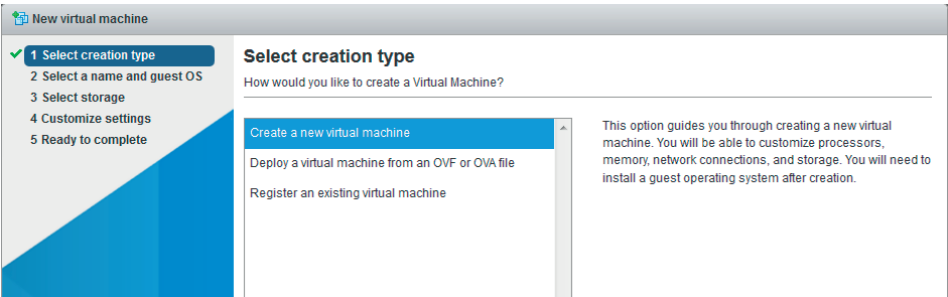 New virtual machine
1 Select creation type
2 Select a name and guest OS
3 Select storage
4 Customize settings
5 Ready to complete
Select creation type
How would you like to create a Virtual Machine?
Create a new virtual machine
Deploy a virtual machine from an OVF or OVA file
Register an existing virtual machine
This option guides you through creating a new virtual
machine. You will be able to customize processors,
memory, network connections, and storage. You will need to
install a guest operating system after creation.